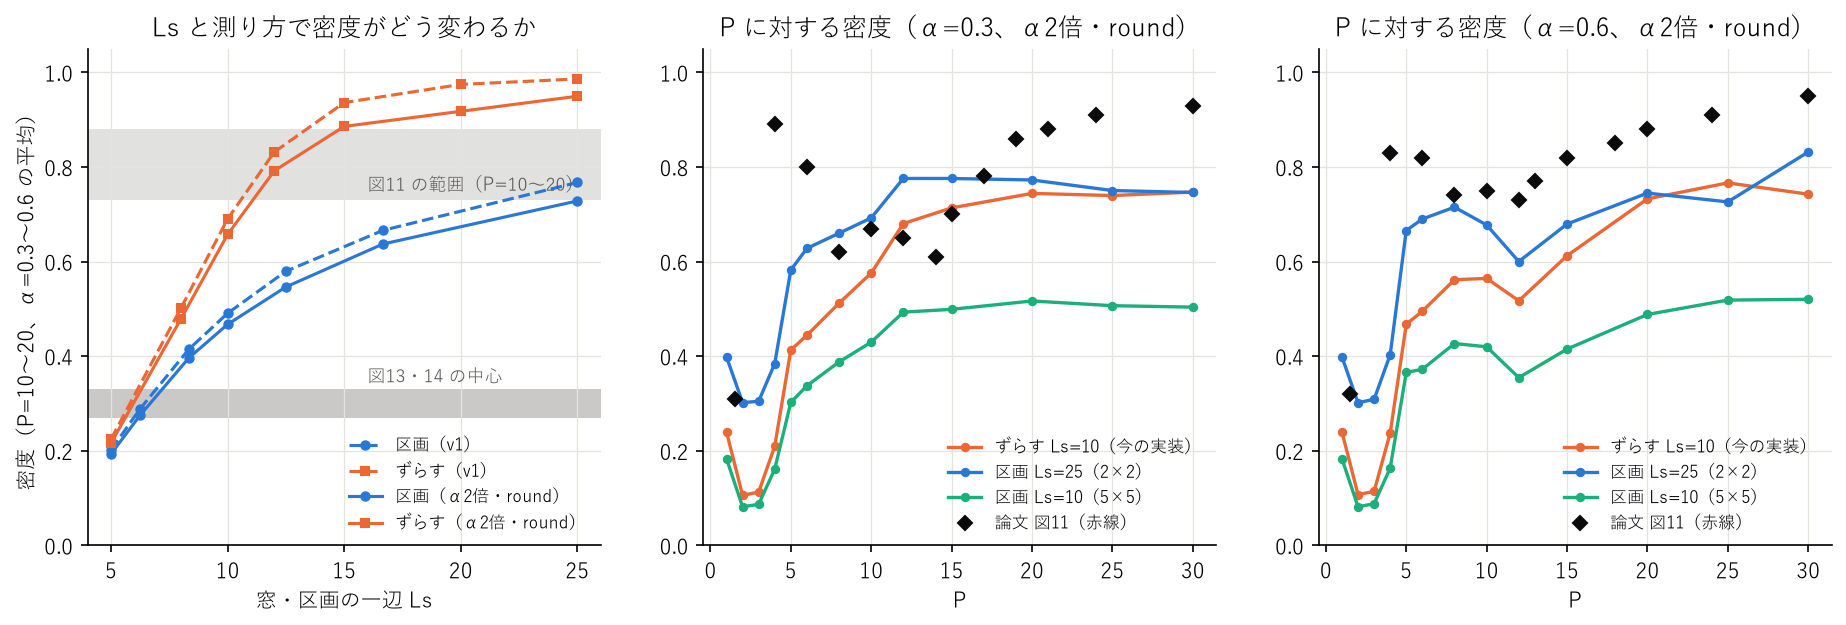 Ls と測り方で密度がどう変わるか
密度（P=10〜20、α=0.3〜0.6 の平均）
1.0
0.8
0.6
0.4
0.2
0.0
図11 の範囲（P=10〜20）
図13・14 の中心
区画（v1）
ずらす（v1）
区画（α2倍・round）
ずらす（α2倍・round）
5
10
15
20
25
窓・区画の一辺 Ls
P に対する密度（α=0.3、α2倍・round）
1.0
0.8
0.6
0.4
0.2
0.0
ずらす Ls=10（今の実装）
区画 Ls=25（2×2）
区画 Ls=10（5×5）
論文 図11（赤線）
0
5
10
15
20
25
30
P
P に対する密度（α=0.6、α2倍・round）
1.0
0.8
0.6
0.4
0.2
0.0
ずらす Ls=10（今の実装）
区画 Ls=25（2×2）
区画 Ls=10（5×5）
論文 図11（赤線）
0
5
10
15
20
25
30
P